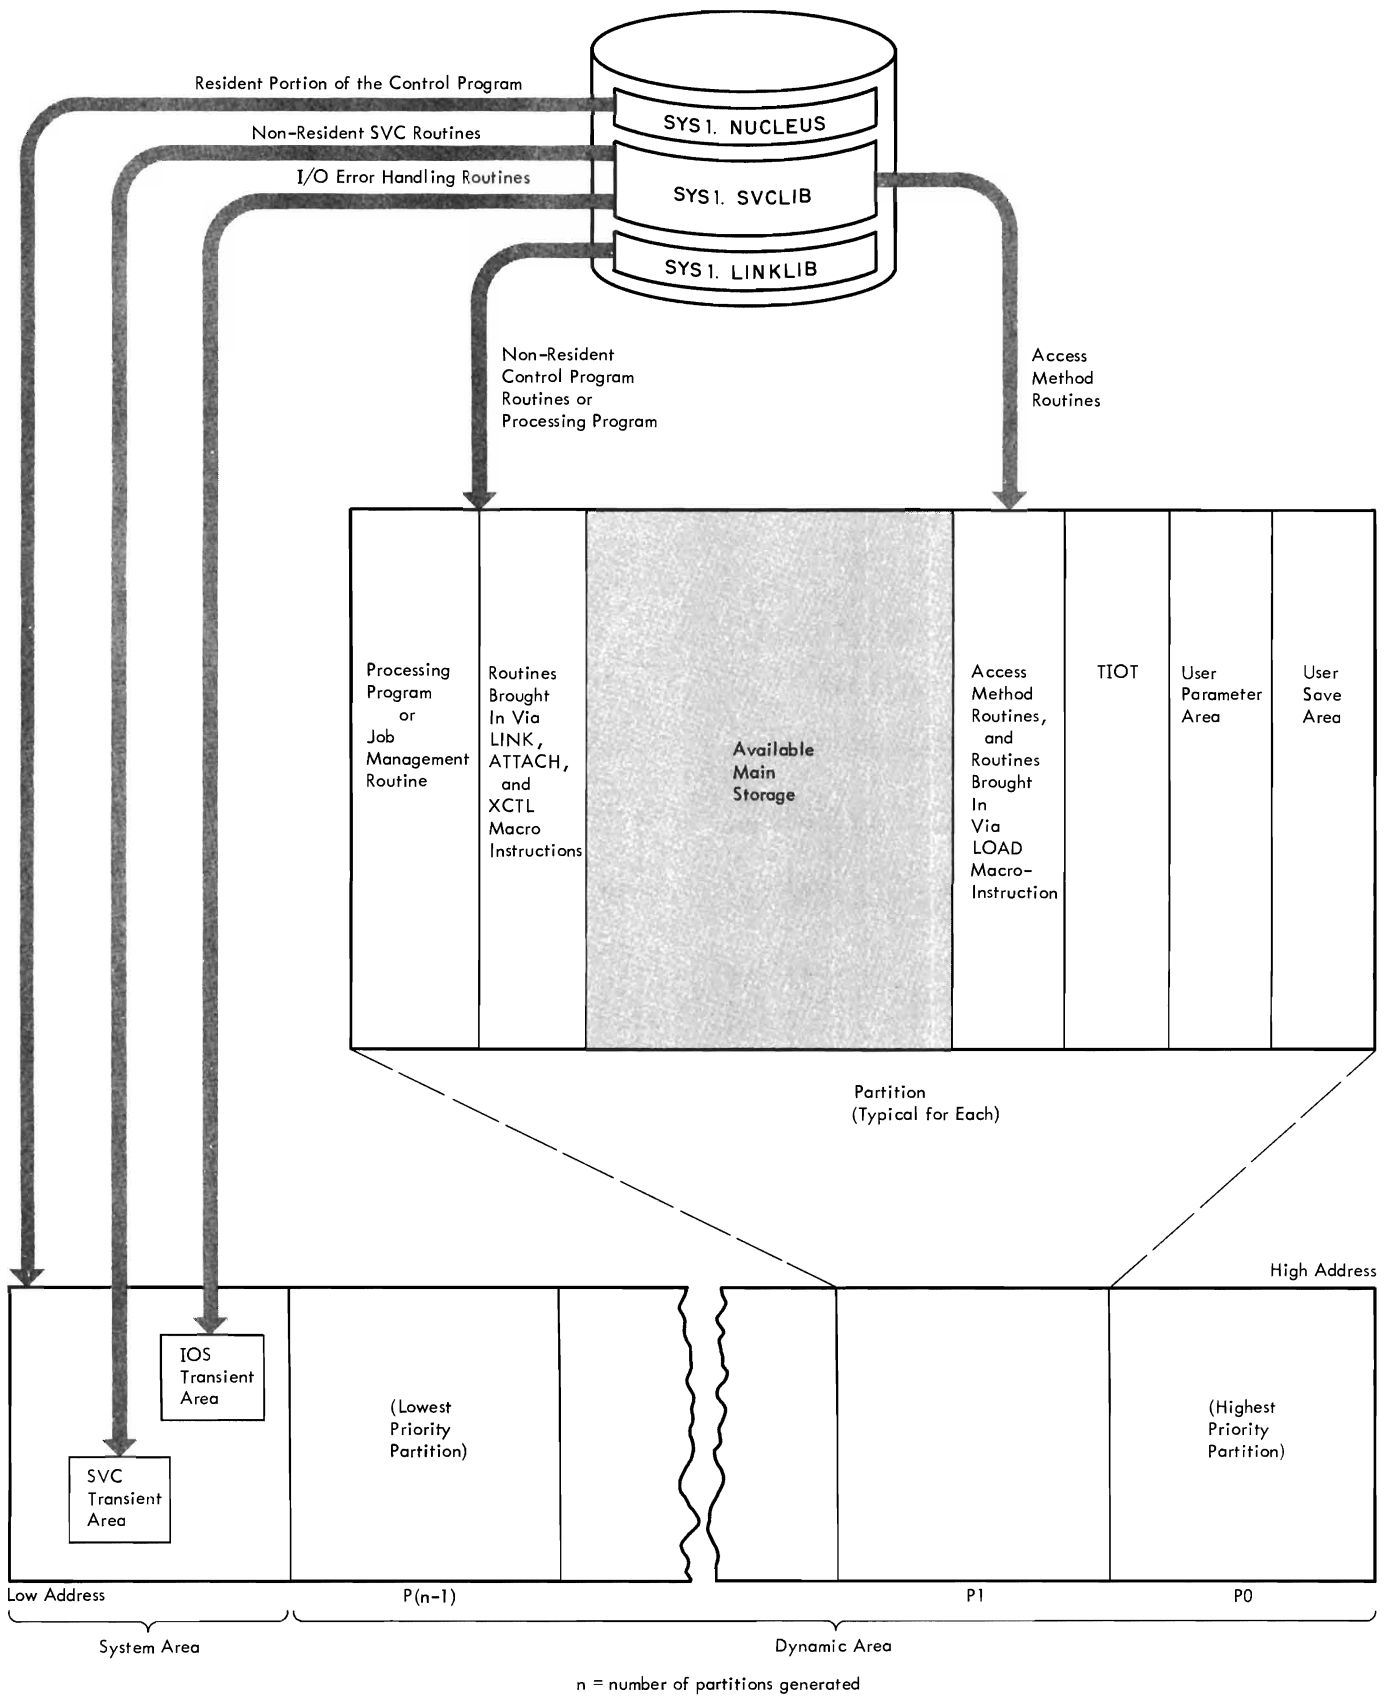 Resident Portion of the Control Program
SYS1. NUCLEUS
Non-Resident SVC Routines
I/O Error Handling Routines
SYS1. SVCLIB
SYS1. LINKLIB
Non-Resident
Control Program
Routines or
Processing Program
Access
Method
Routines
Processing
Program
or
Job
Management
Routine
Routines
Brought
In Via
LINK,
ATTACH,
and
XCTL
Macro
Instructions
Available
Main
Storage
Access
Method
Routines,
and
Routines
Brought
In
Via
LOAD
Macro-
Instruction
TIOT
User
Parameter
Area
User
Save
Area
Partition
(Typical for Each)
High Address
IOS
Transient
Area
SVC
Transient
Area
(Lowest
Priority
Partition)
(Highest
Priority
Partition)
Low Address
P(n-1)
P1
P0
System Area
Dynamic Area
n = number of partitions generated